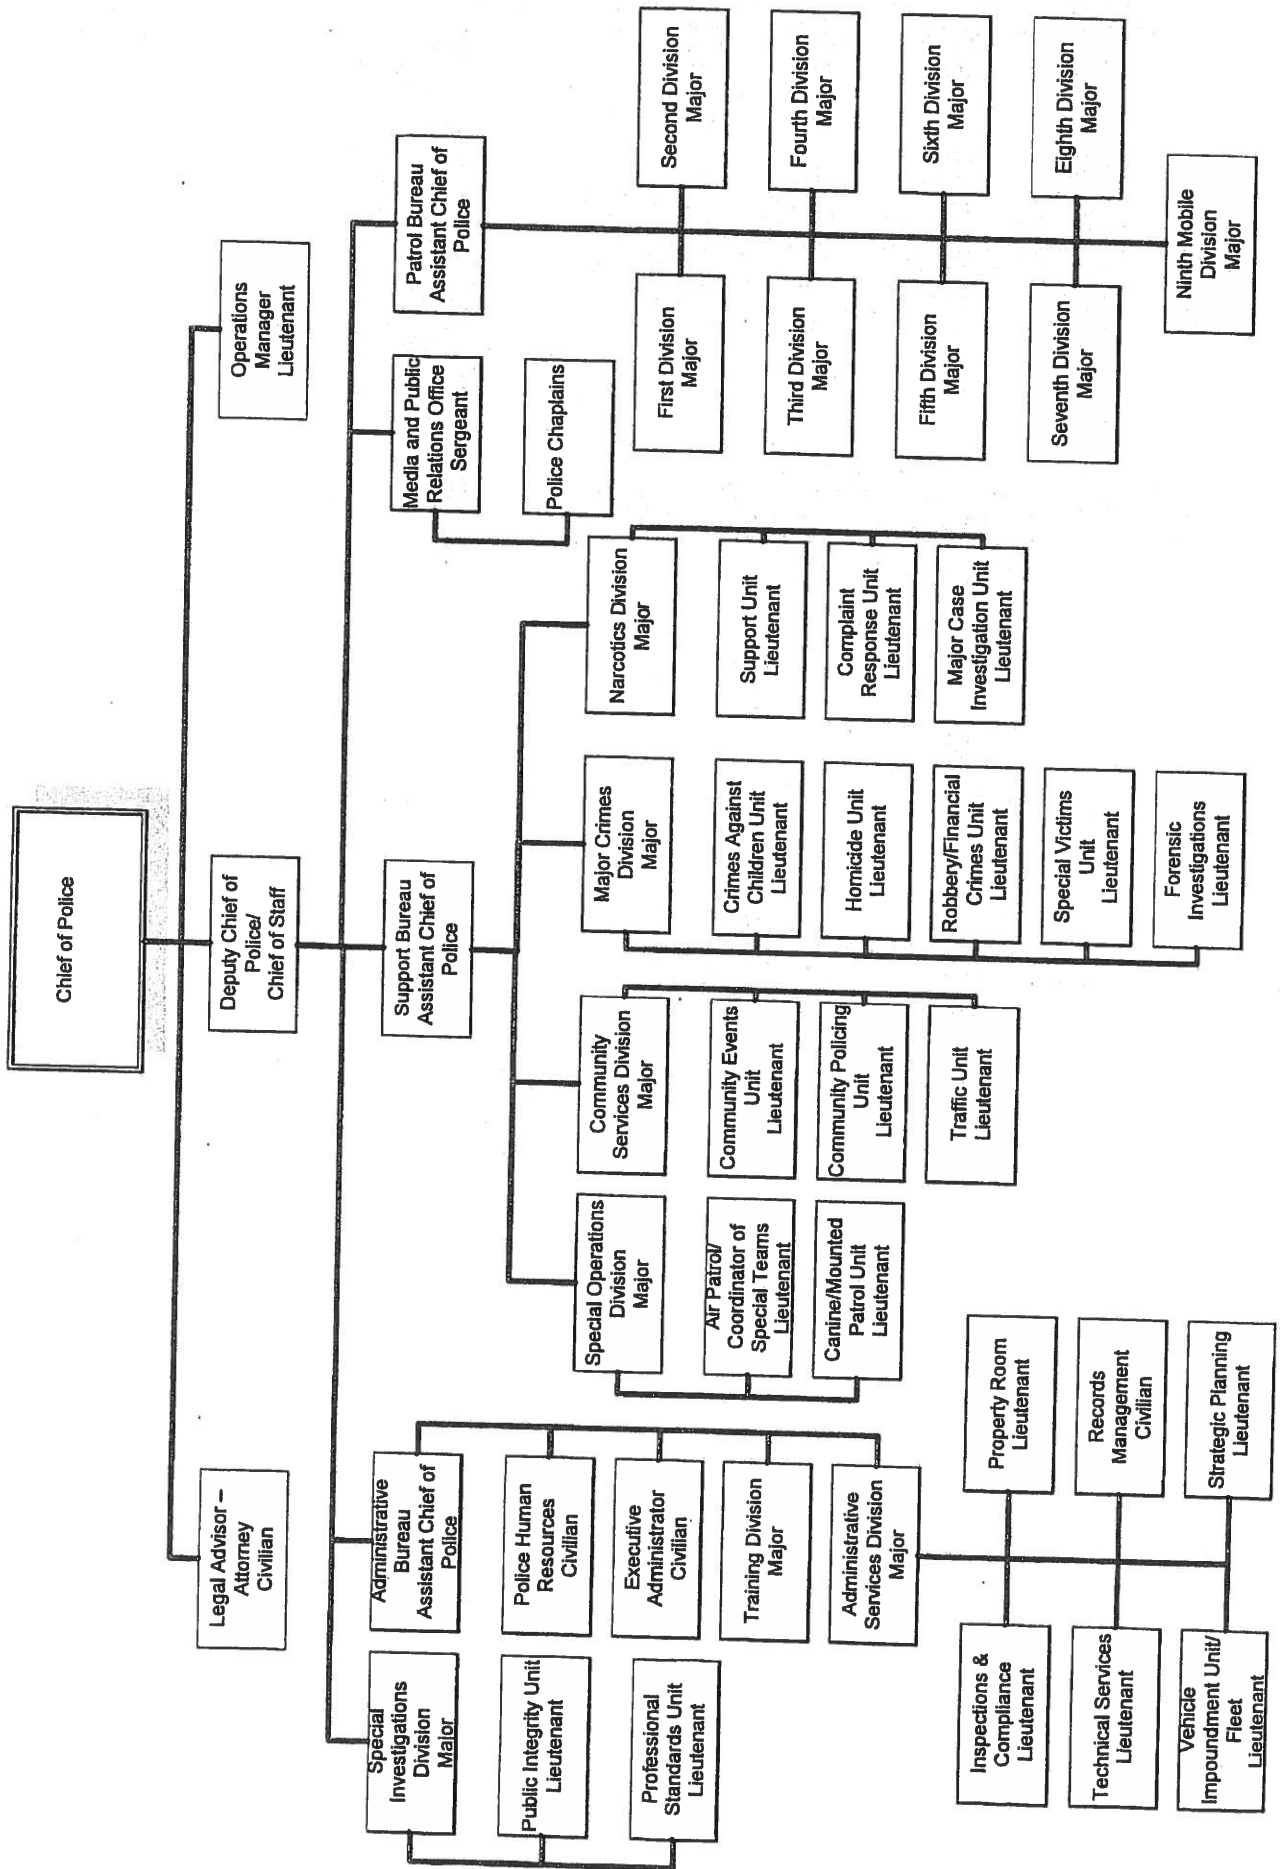 Chief of Police
Legal Advisor –
Attorney
Civilian
Deputy Chief of
Police/
Chief of Staff
Operations
Manager
Lieutenant
Special
Investigations
Division
Major
Public Integrity Unit
Lieutenant
Professional
Standards Unit
Lieutenant
Administrative
Bureau
Assistant Chief of
Police
Police Human
Resources
Civilian
Executive
Administrator
Civilian
Training Division
Major
Administrative
Services Division
Major
Inspections &
Compliance
Lieutenant
Property Room
Lieutenant
Technical Services
Lieutenant
Records
Management
Civilian
Vehicle
Impoundment Unit/
Fleet
Lieutenant
Strategic Planning
Lieutenant
Support Bureau
Assistant Chief of
Police
Special Operations
Division
Major
Air Patrol/
Coordinator of
Special Teams
Lieutenant
Canine/Mounted
Patrol Unit
Lieutenant
Community
Services Division
Major
Community Events
Unit
Lieutenant
Community Policing
Unit
Lieutenant
Traffic Unit
Lieutenant
Major Crimes
Division
Major
Crimes Against
Children Unit
Lieutenant
Homicide Unit
Lieutenant
Robbery/Financial
Crimes Unit
Lieutenant
Special Victims
Unit
Lieutenant
Forensic
Investigations
Lieutenant
Narcotics Division
Major
Support Unit
Lieutenant
Complaint
Response Unit
Lieutenant
Major Case
Investigation Unit
Lieutenant
Media and Public
Relations Office
Sergeant
Police Chaplains
Patrol Bureau
Assistant Chief of
Police
First Division
Major
Second Division
Major
Third Division
Major
Fourth Division
Major
Fifth Division
Major
Sixth Division
Major
Seventh Division
Major
Eighth Division
Major
Ninth Mobile
Division
Major